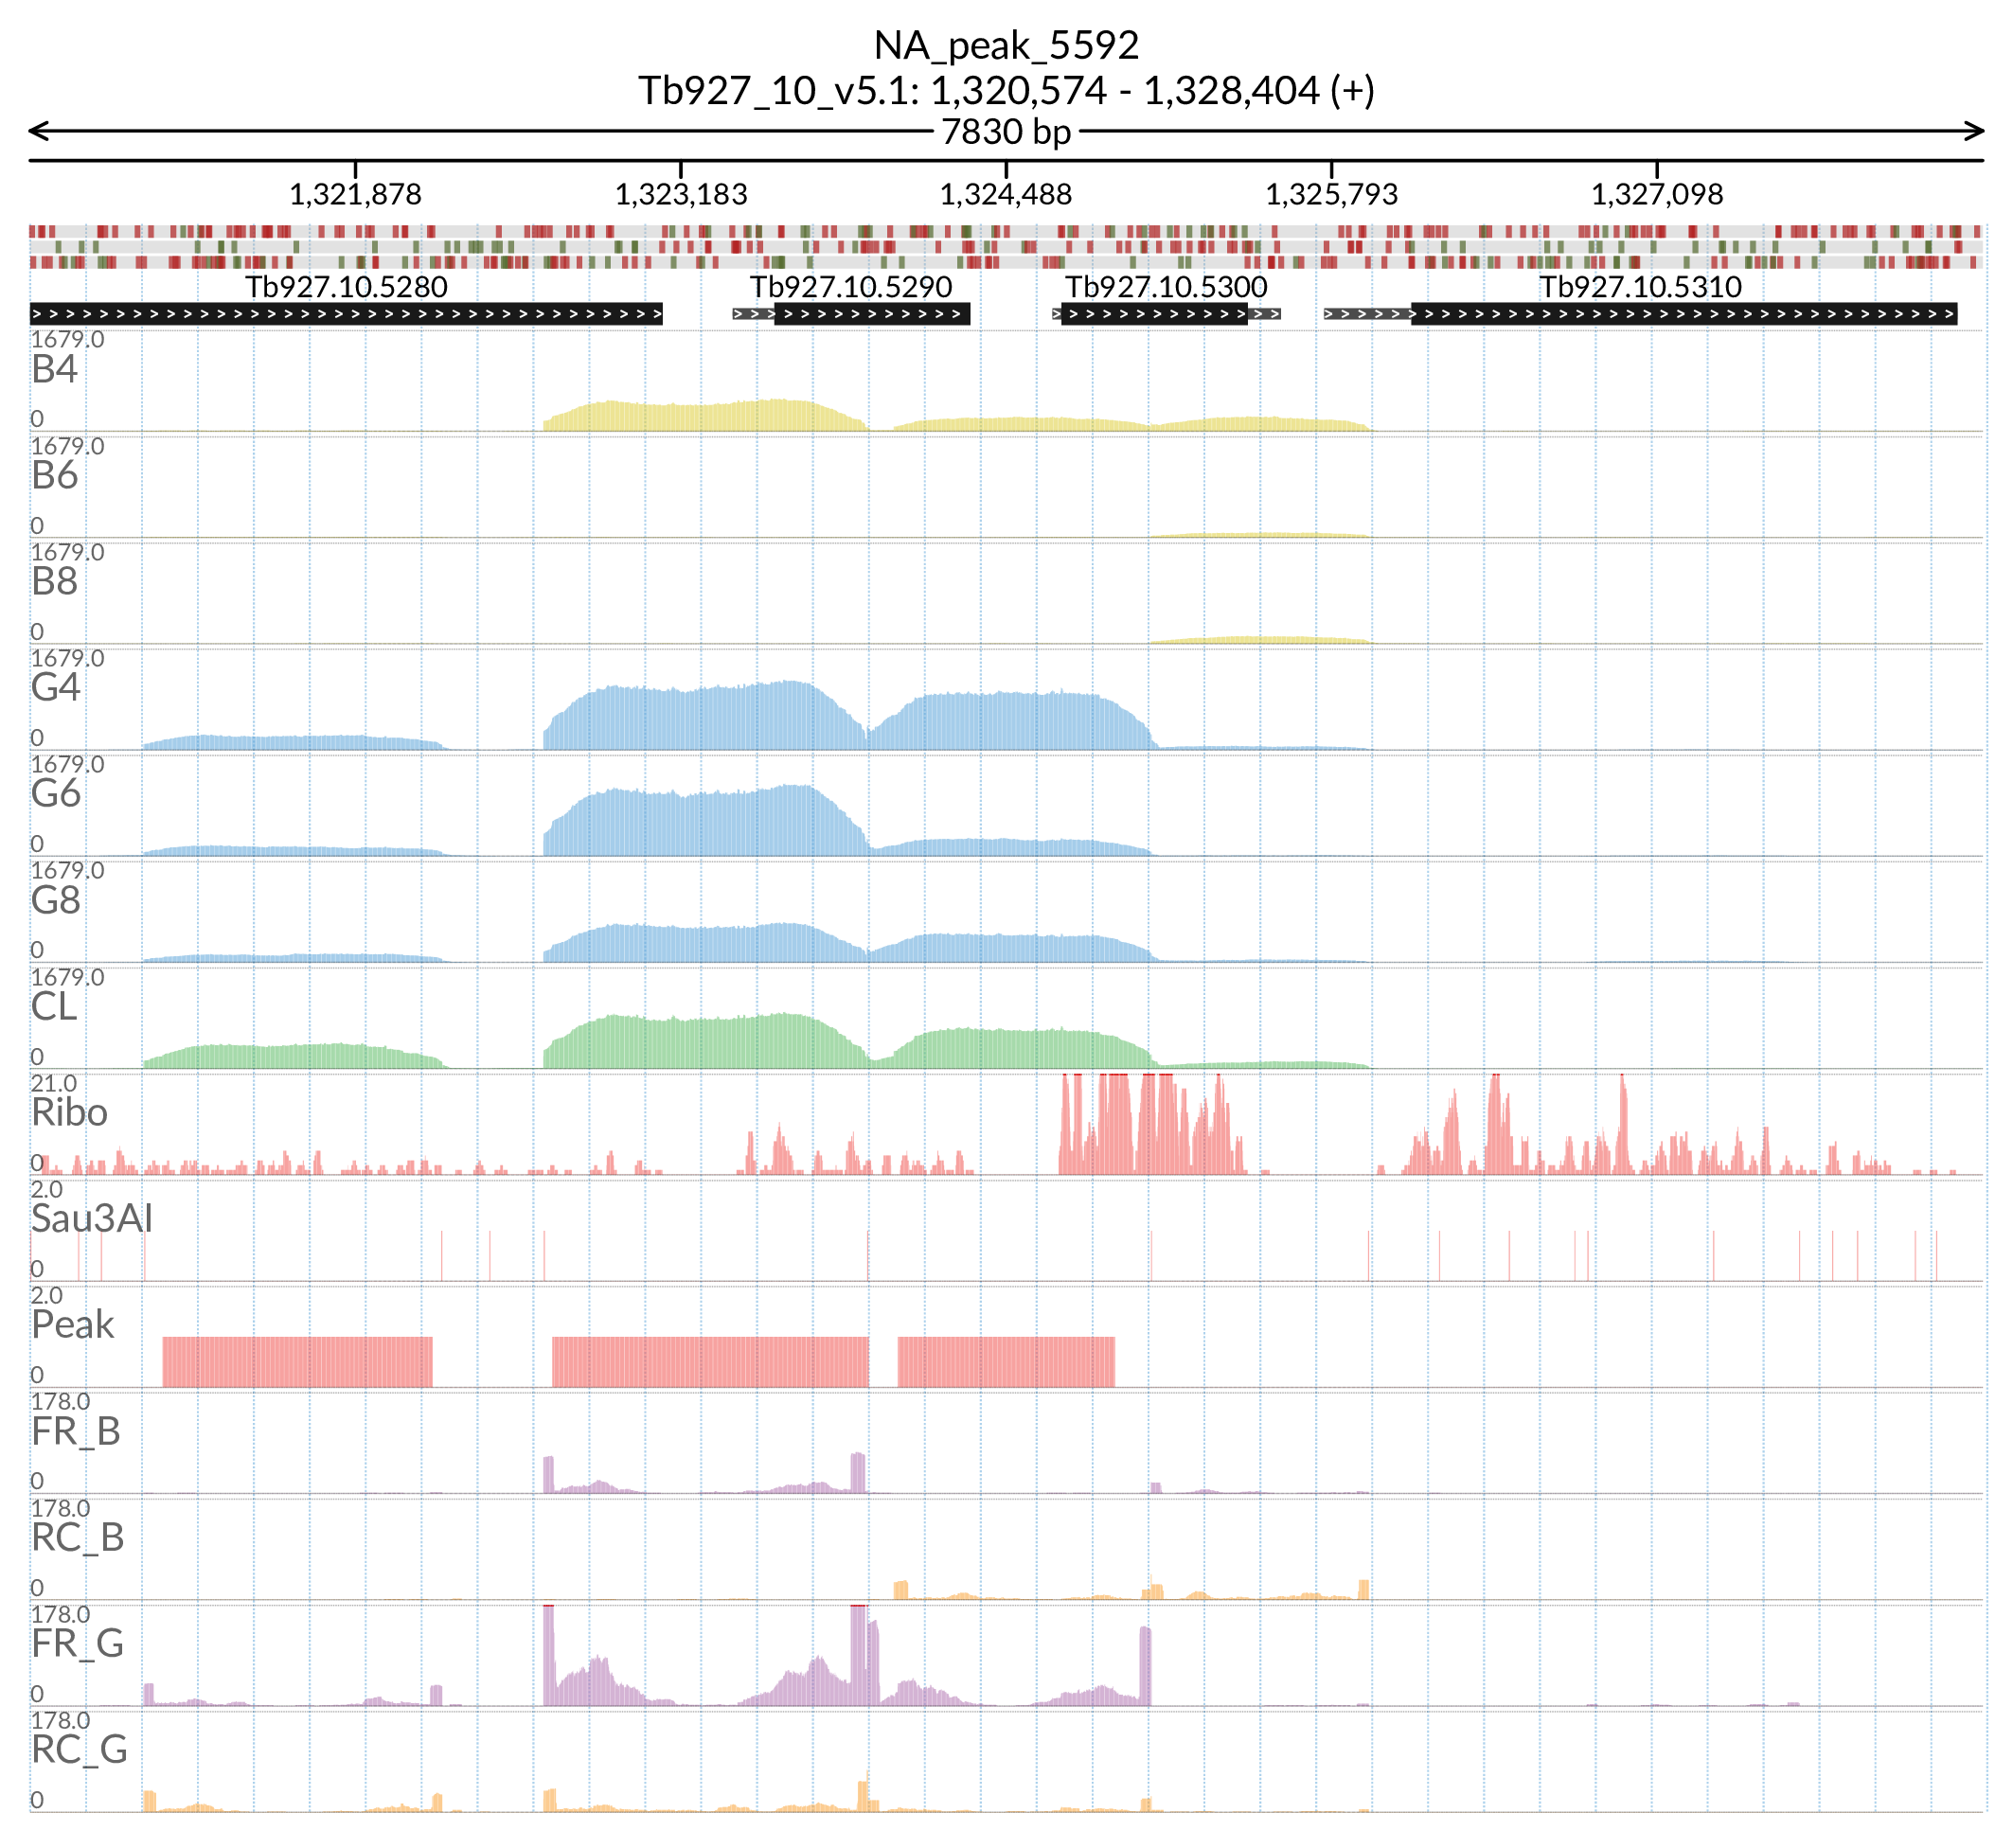 NA_peak_5592
Tb927_10_v5.1: 1,320,574 - 1,328,404 (+)
7830 bp
1,321,878 1,323,183 1,324,488 1,325,793 1,327,098
Tb927.10.5280 Tb927.10.5290 Tb927.10.5300 Tb927.10.5310
1679.0
B4
0
1679.0
B6
0
1679.0
B8
0
1679.0
G4
0
1679.0
G6
0
1679.0
G8
0
1679.0
CL
0
21.0
Ribo
0
2.0
Sau3AI
0
2.0
Peak
0
178.0
FR_B
0
178.0
RC_B
0
178.0
FR_G
0
178.0
RC_G
0